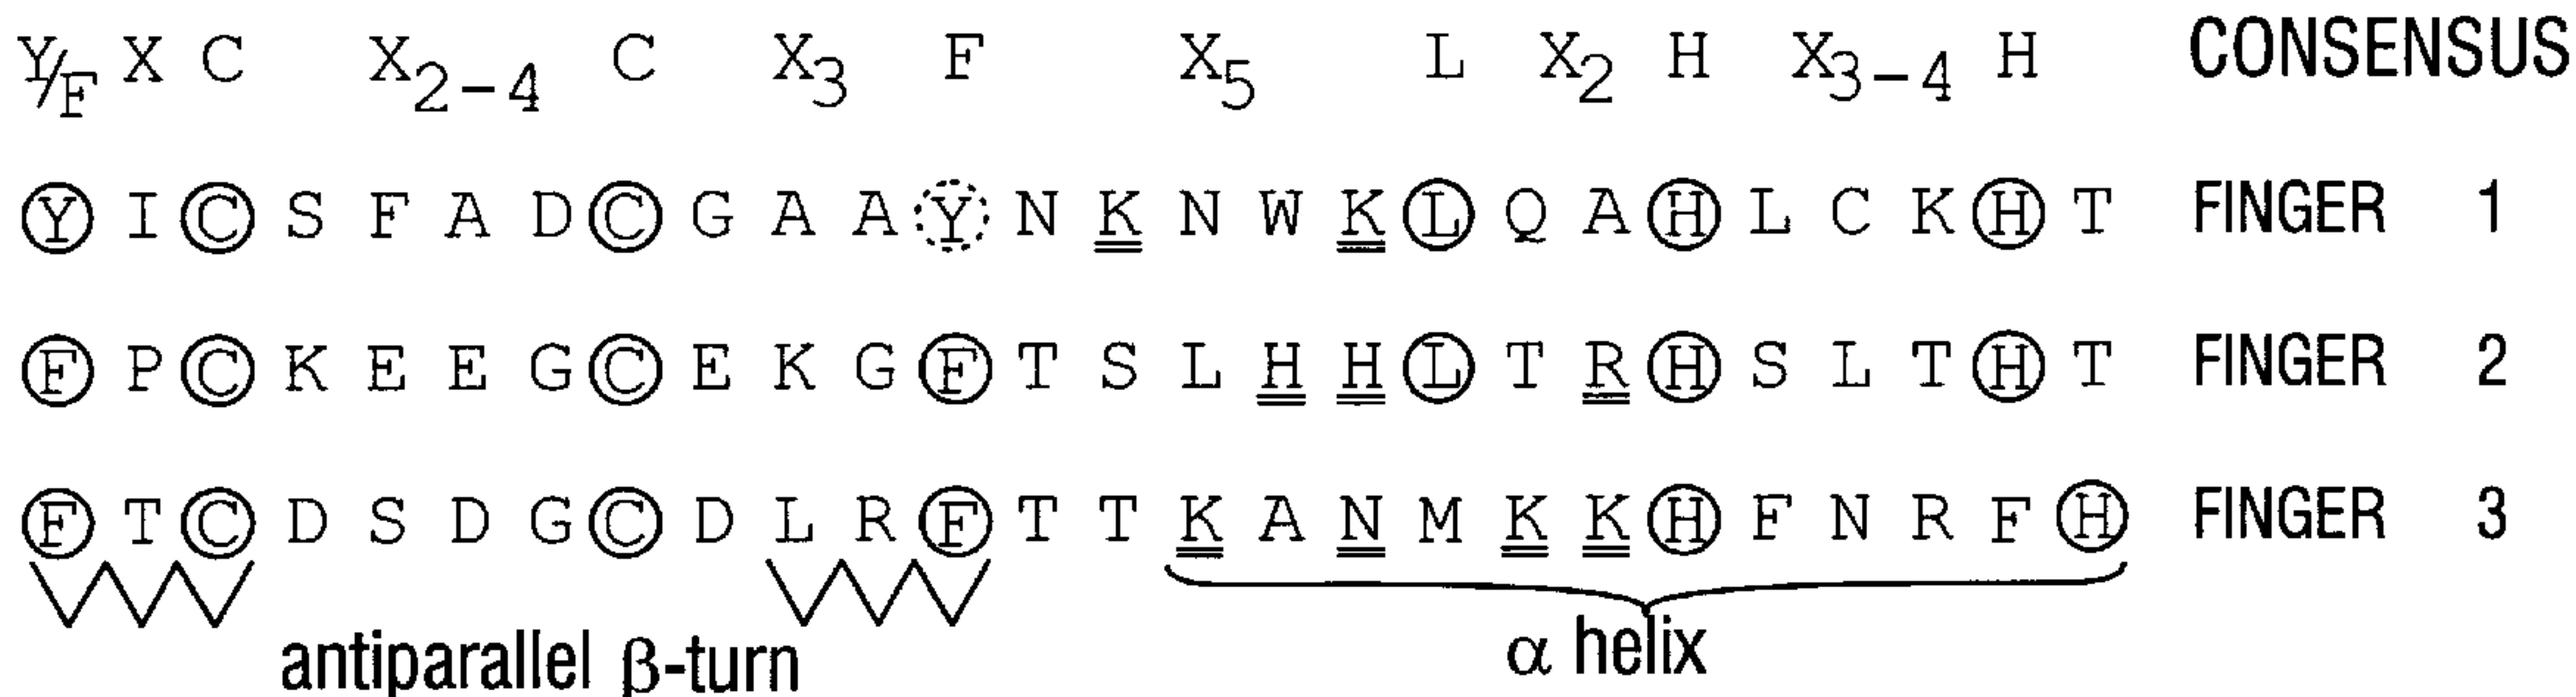 Y/F X C X2-4 C X3 F X5 L X2 H X3-4 H CONSENSUS
Y I C S F A D C G A A Y N K N W K L Q A H L C K H T FINGER 1
F P C K E E G C E K G F T S L H H L T R H S L T H T FINGER 2
F T C D S D G C D L R F T T K A N M K K H F N R F H FINGER 3
antiparallel β-turn α helix